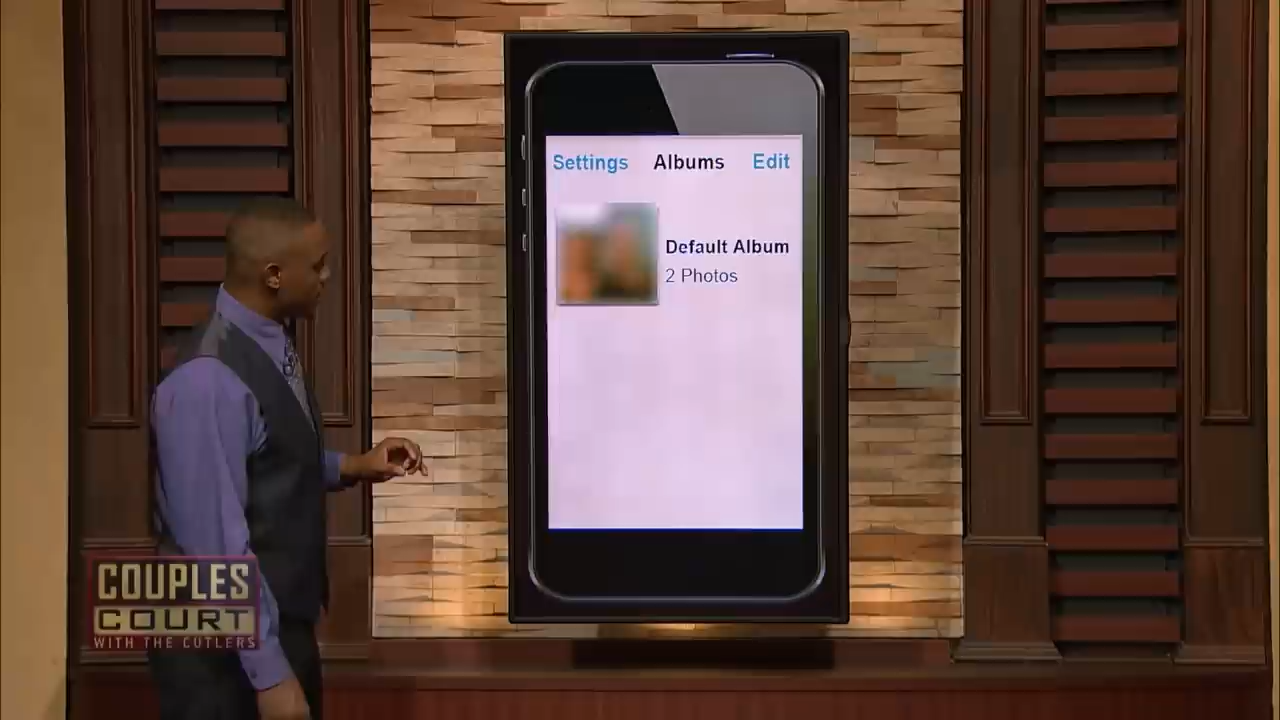 Settings Albums Edit
Default Album
2 Photos
COUPLES
COURT
WITH THE CUTLERS